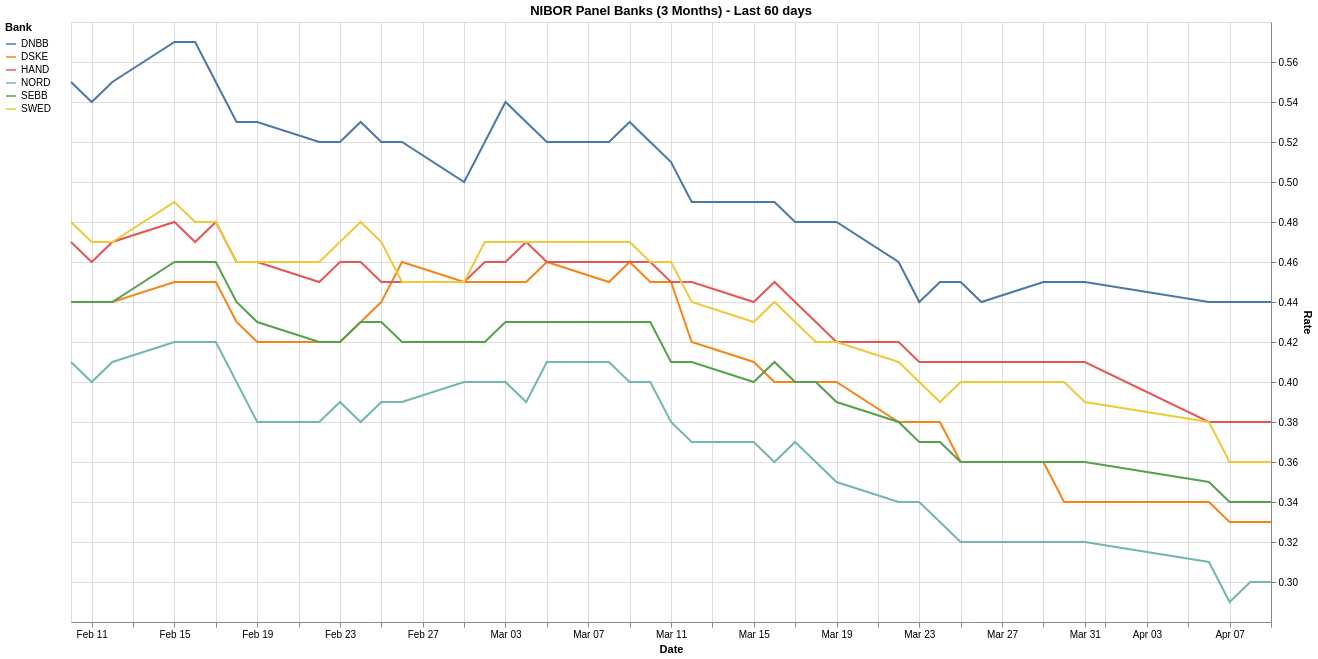 NIBOR Panel Banks (3 Months) - Last 60 days
Bank
DNBB
DSKE
HAND
NORD
SEBB
SWED
0.56
0.54
0.52
0.50
0.48
0.46
0.44
0.42
0.40
0.38
0.36
0.34
0.32
0.30
Rate
Feb 11 Feb 15 Feb 19 Feb 23 Feb 27 Mar 03 Mar 07 Mar 11 Mar 15 Mar 19 Mar 23 Mar 27 Mar 31 Apr 03 Apr 07
Date